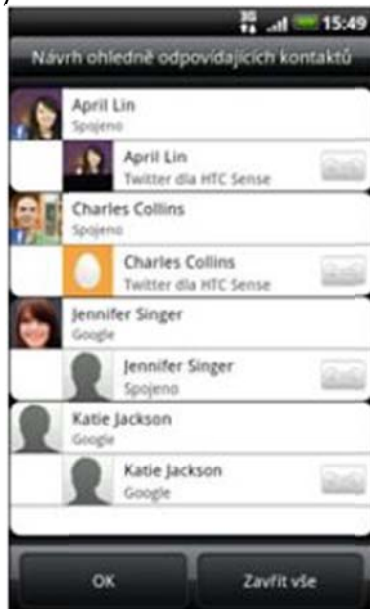 )
3G 15:49
Návrh ohledně odpovídajících kontaktů
April Lin
Spojeno
April Lin
Twitter dla HTC Sense
Charles Collins
Spojeno
Charles Collins
Twitter dla HTC Sense
Jennifer Singer
Google
Jennifer Singer
Spojeno
Katie Jackson
Google
Katie Jackson
Google
OK
Zavřít vše